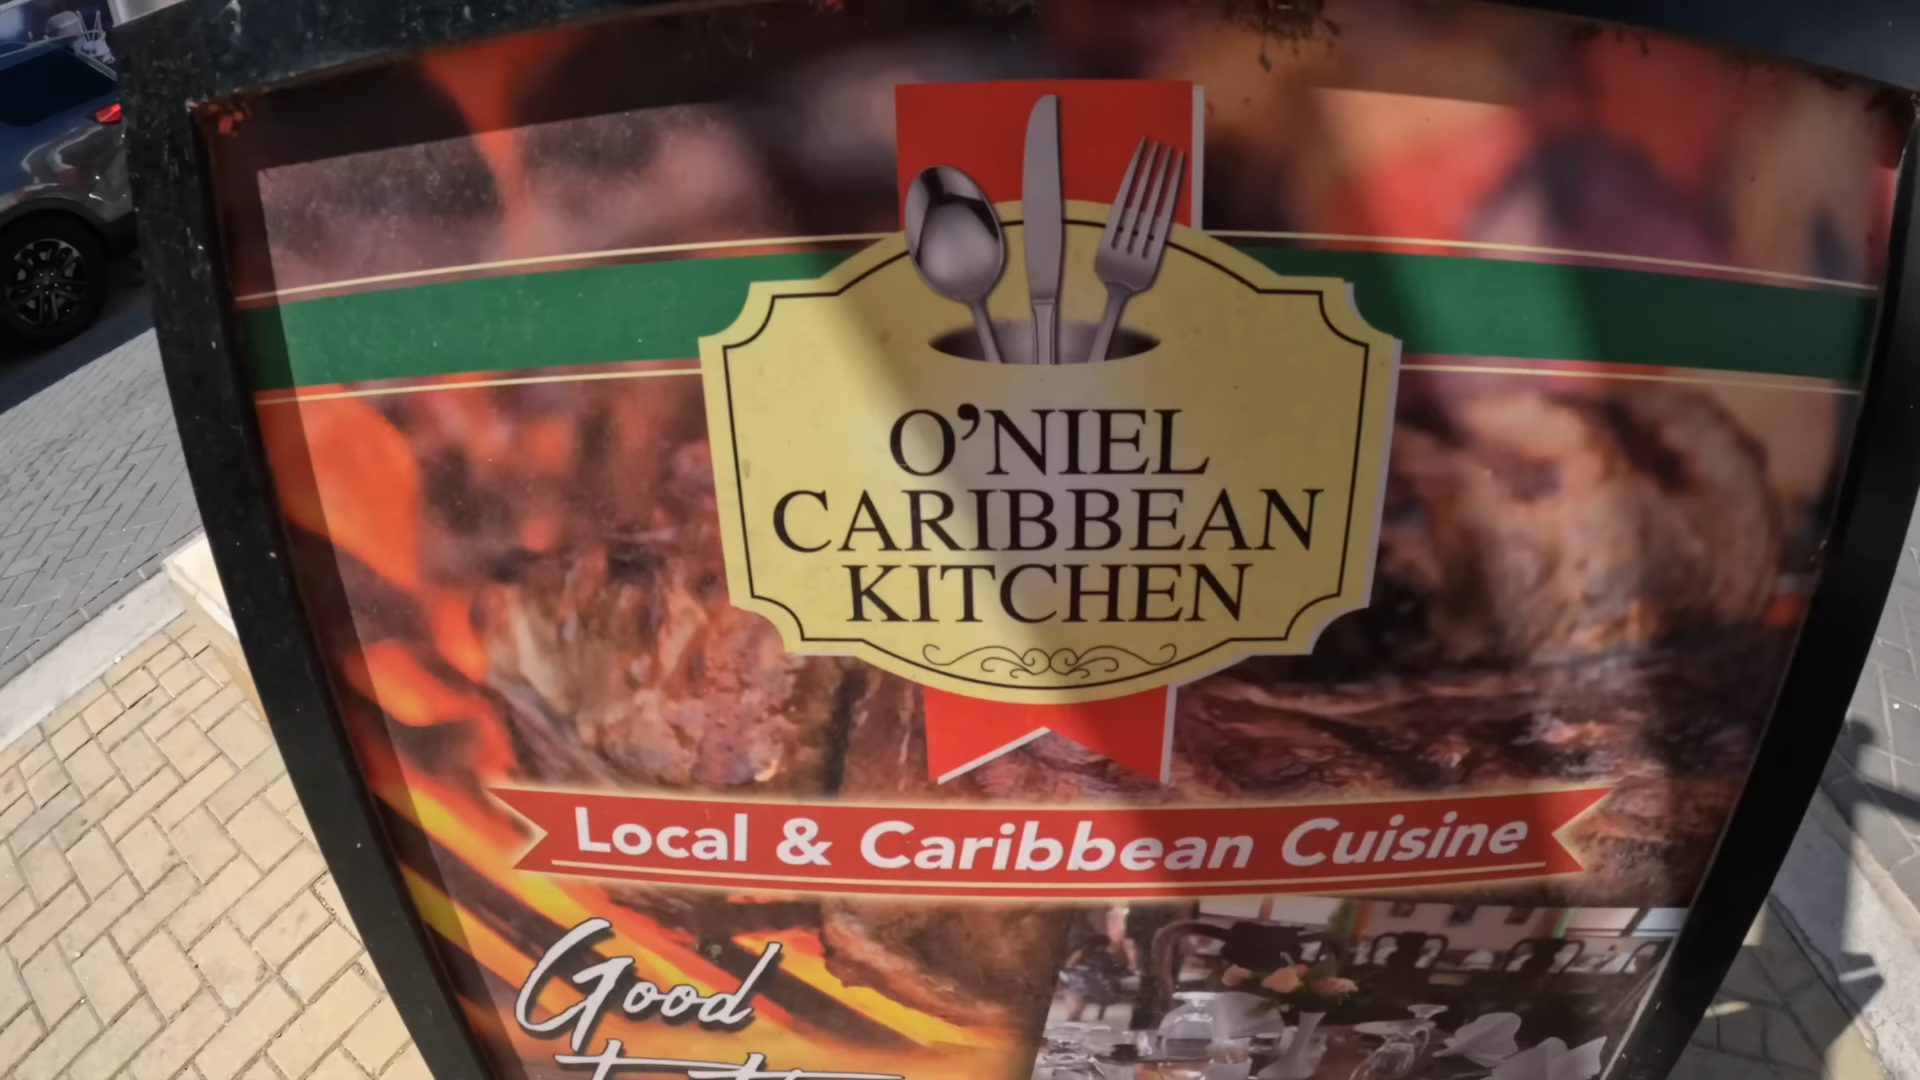 O'NIEL
CARIBBEAN
KITCHEN
Local & Caribbean Cuisine
Good